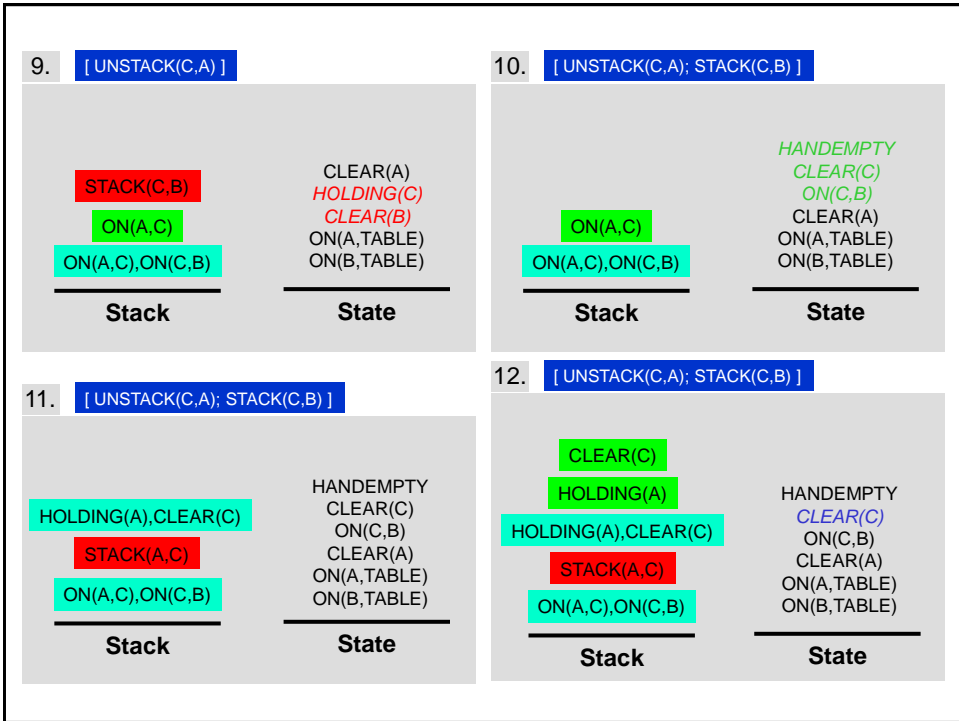 9.
[ UNSTACK(C,A) ]
STACK(C,B)
ON(A,C)
ON(A,C),ON(C,B)
Stack
CLEAR(A)
HOLDING(C)
CLEAR(B)
ON(A,TABLE)
ON(B,TABLE)
State
10.
[ UNSTACK(C,A); STACK(C,B) ]
ON(A,C)
ON(A,C),ON(C,B)
Stack
HANDEMPTY
CLEAR(C)
ON(C,B)
CLEAR(A)
ON(A,TABLE)
ON(B,TABLE)
State
11.
[ UNSTACK(C,A); STACK(C,B) ]
HOLDING(A),CLEAR(C)
STACK(A,C)
ON(A,C),ON(C,B)
Stack
HANDEMPTY
CLEAR(C)
ON(C,B)
CLEAR(A)
ON(A,TABLE)
ON(B,TABLE)
State
12.
[ UNSTACK(C,A); STACK(C,B) ]
CLEAR(C)
HOLDING(A)
HOLDING(A),CLEAR(C)
STACK(A,C)
ON(A,C),ON(C,B)
Stack
HANDEMPTY
CLEAR(C)
ON(C,B)
CLEAR(A)
ON(A,TABLE)
ON(B,TABLE)
State